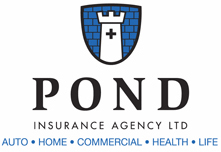 POND
INSURANCE AGENCY LTD
AUTO • HOME • COMMERCIAL • HEALTH • LIFE